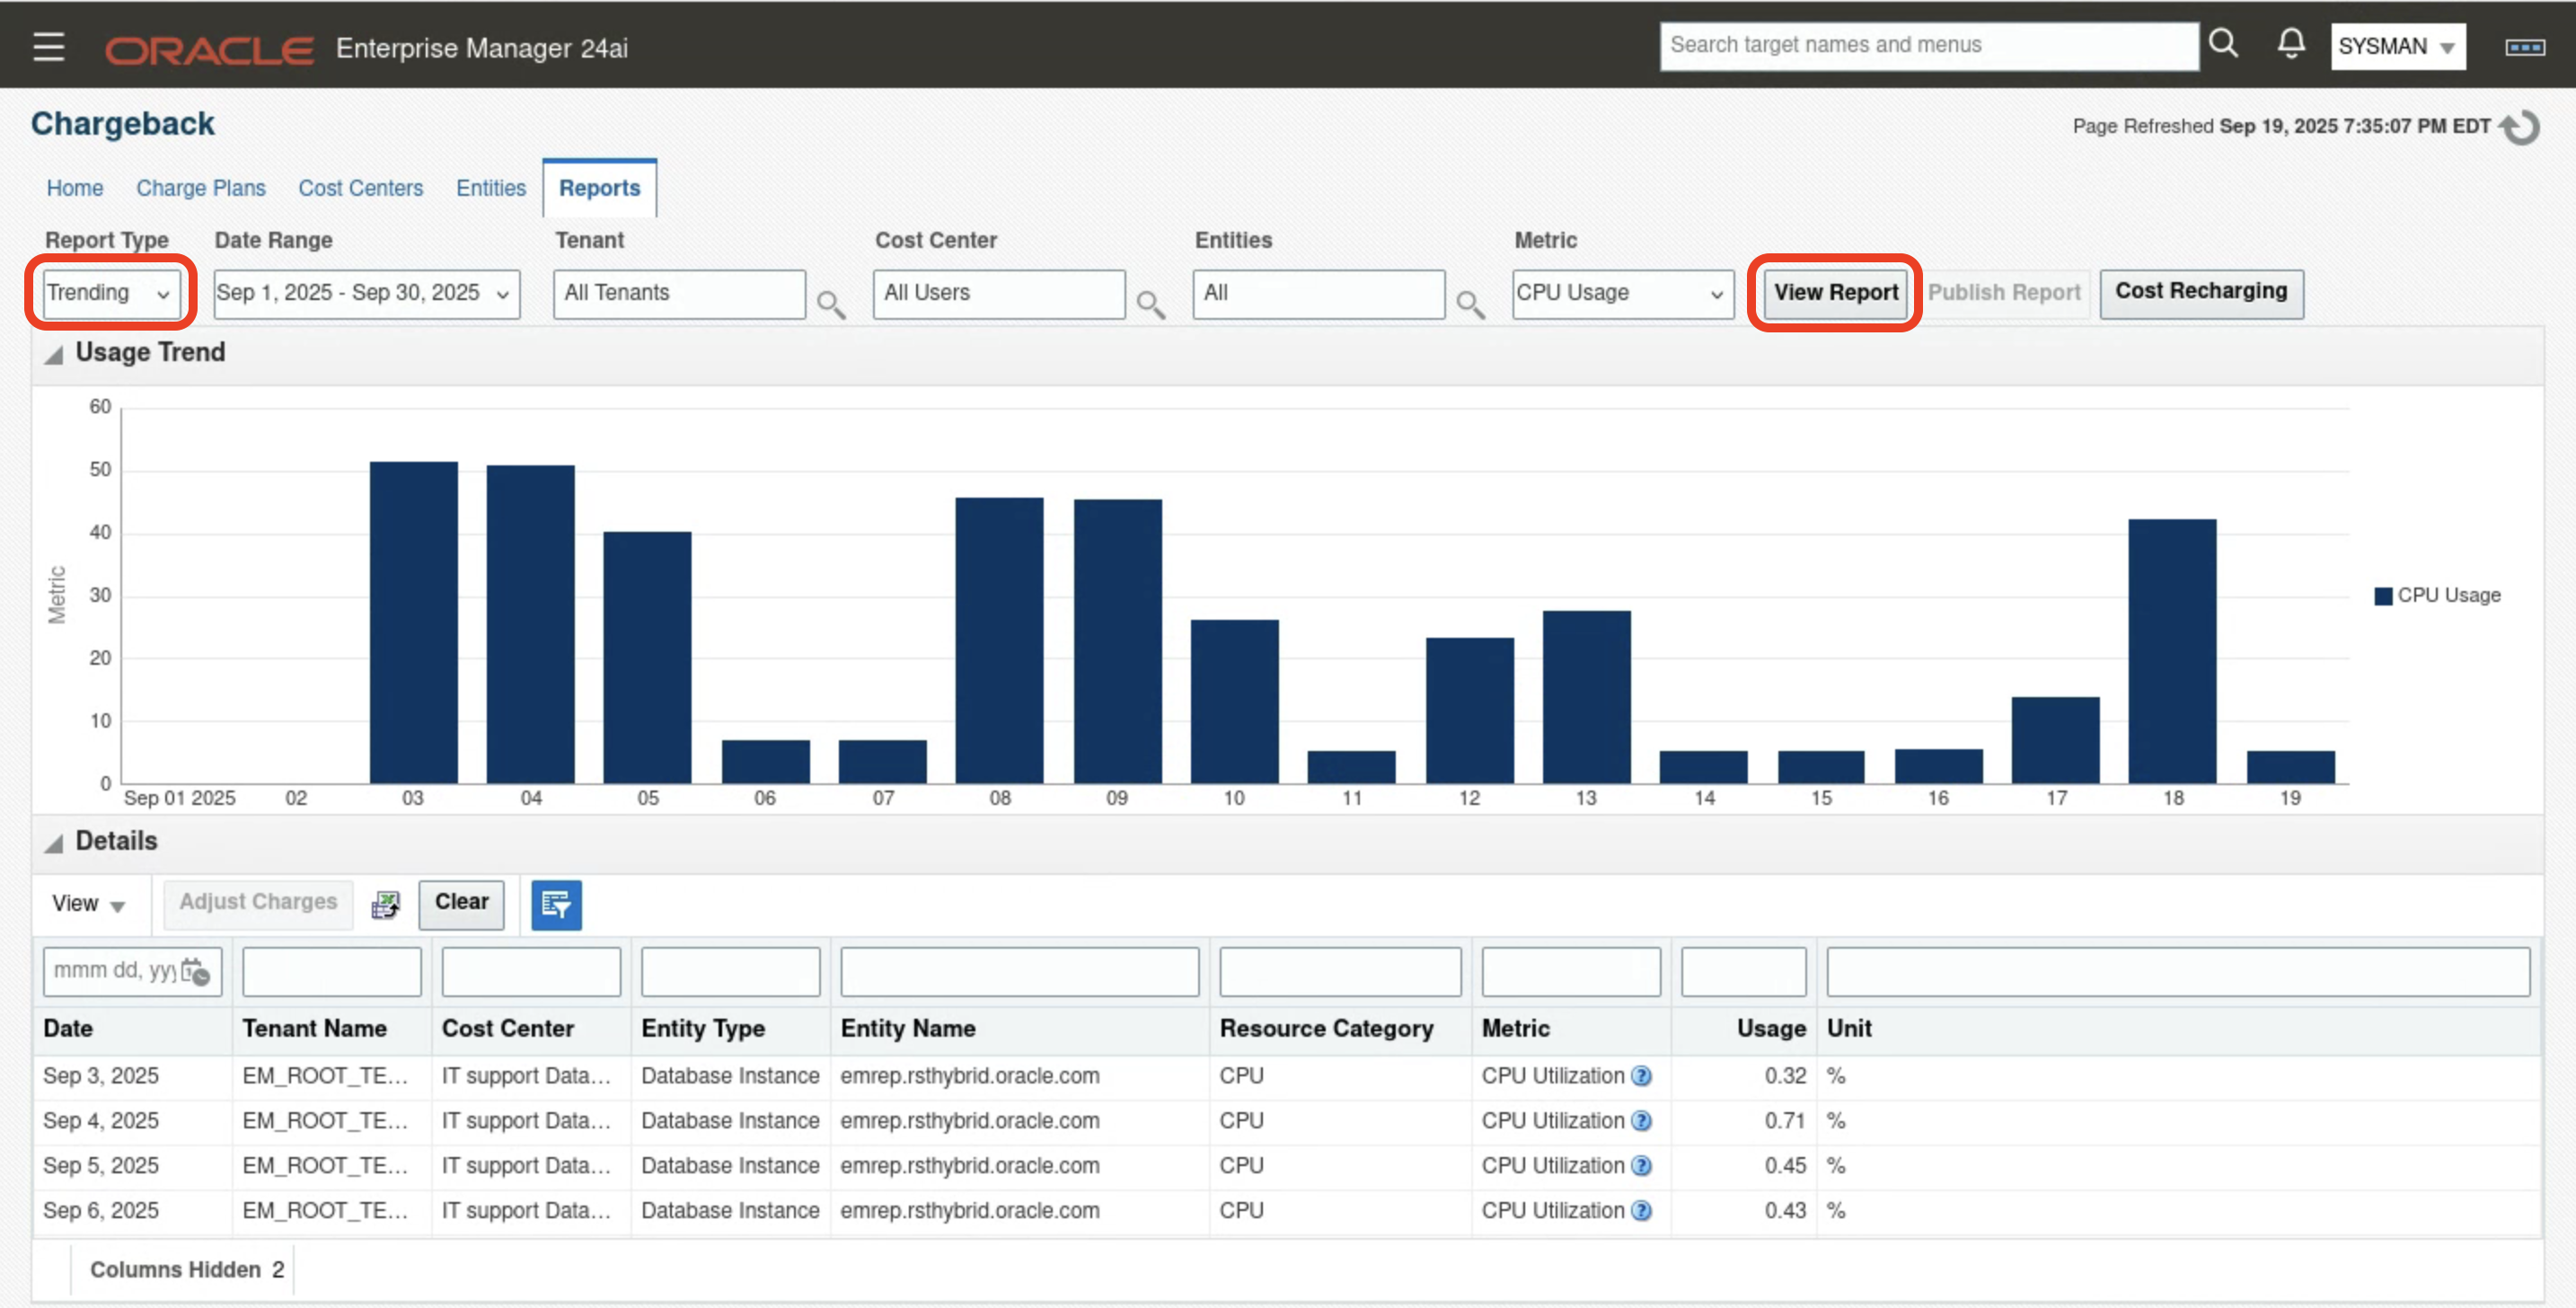 ORACLE Enterprise Manager 24ai Search target names and menus SYSMAN
Chargeback Page Refreshed Sep 19, 2025 7:35:07 PM EDT
Home Charge Plans Cost Centers Entities Reports
Report Type Date Range Tenant Cost Center Entities Metric
Trending Sep 1, 2025 - Sep 30, 2025 All Tenants All Users All CPU Usage View Report Publish Report Cost Recharging
Usage Trend
60
50
40
30
20
10
0
Metric
CPU Usage
Sep 01 2025 02 03 04 05 06 07 08 09 10 11 12 13 14 15 16 17 18 19
Details
View Adjust Charges Clear
mmm dd, yyy
Date Tenant Name Cost Center Entity Type Entity Name Resource Category Metric Usage Unit
Sep 3, 2025 EM_ROOT_TE... IT support Data... Database Instance emrep.rsthybrid.oracle.com CPU CPU Utilization ? 0.32 %
Sep 4, 2025 EM_ROOT_TE... IT support Data... Database Instance emrep.rsthybrid.oracle.com CPU CPU Utilization ? 0.71 %
Sep 5, 2025 EM_ROOT_TE... IT support Data... Database Instance emrep.rsthybrid.oracle.com CPU CPU Utilization ? 0.45 %
Sep 6, 2025 EM_ROOT_TE... IT support Data... Database Instance emrep.rsthybrid.oracle.com CPU CPU Utilization ? 0.43 %
Columns Hidden 2